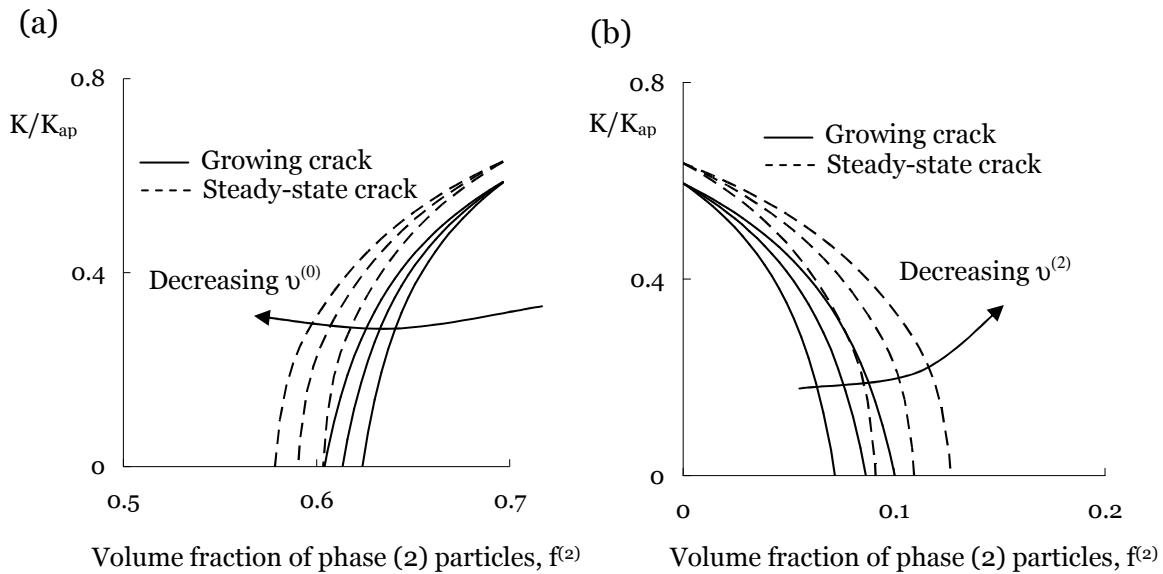 (a)
0.8
K/Kₐₚ
Growing crack
Steady-state crack
0.4
Decreasing υ⁽⁰⁾
0
0.5
0.6
0.7
Volume fraction of phase (2) particles, f⁽²⁾
(b)
0.8
K/Kₐₚ
Growing crack
Steady-state crack
0.4
Decreasing υ⁽²⁾
0
0
0.1
0.2
Volume fraction of phase (2) particles, f⁽²⁾